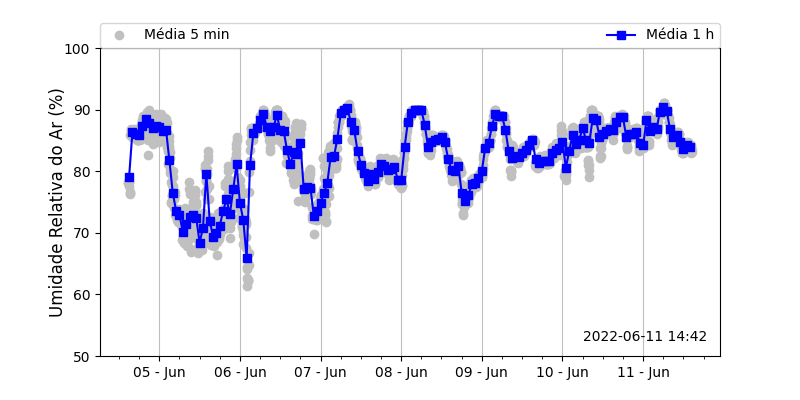 Média 5 min
Média 1 h
Umidade Relativa do Ar (%)
100
90
80
70
60
50
2022-06-11 14:42
05 - Jun
06 - Jun
07 - Jun
08 - Jun
09 - Jun
10 - Jun
11 - Jun